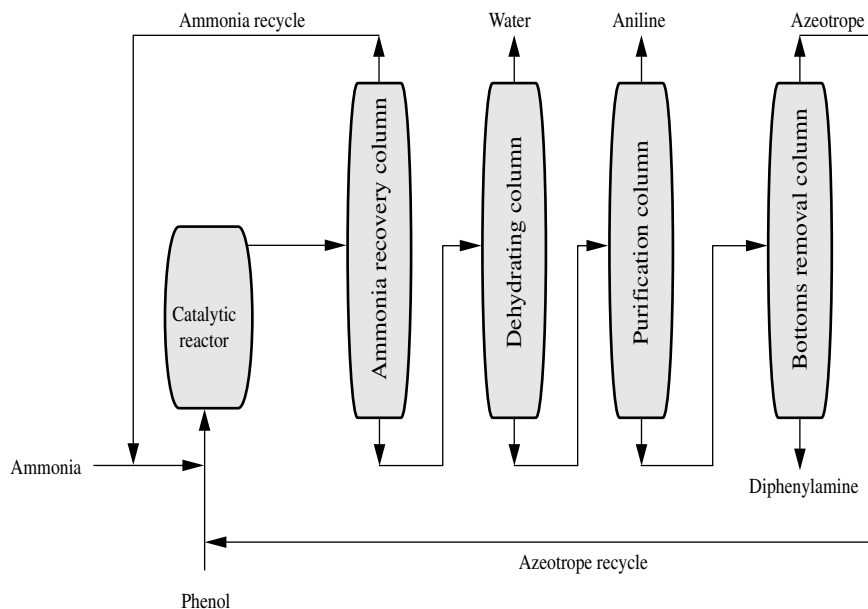 Ammonia recycle
Water
Aniline
Azeotrope
Catalytic
reactor
Ammonia recovery column
Dehydrating column
Purification column
Bottoms removal column
Ammonia
Diphenylamine
Azeotrope recycle
Phenol